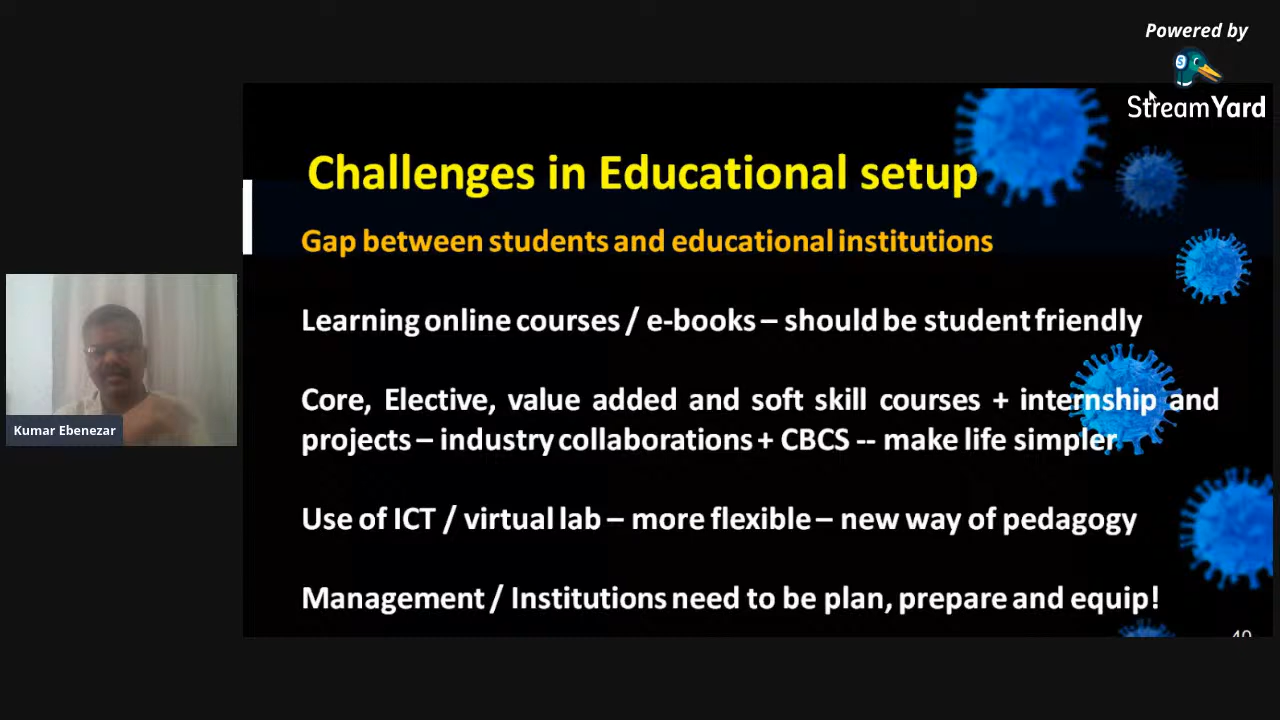 Powered by
StreamYard
Challenges in Educational setup
Gap between students and educational institutions
Learning online courses / e-books – should be student friendly
Core, Elective, value added and soft skill courses + internship and
projects – industry collaborations + CBCS -- make life simpler
Use of ICT / virtual lab – more flexible – new way of pedagogy
Management / Institutions need to be plan, prepare and equip!
Kumar Ebenezar